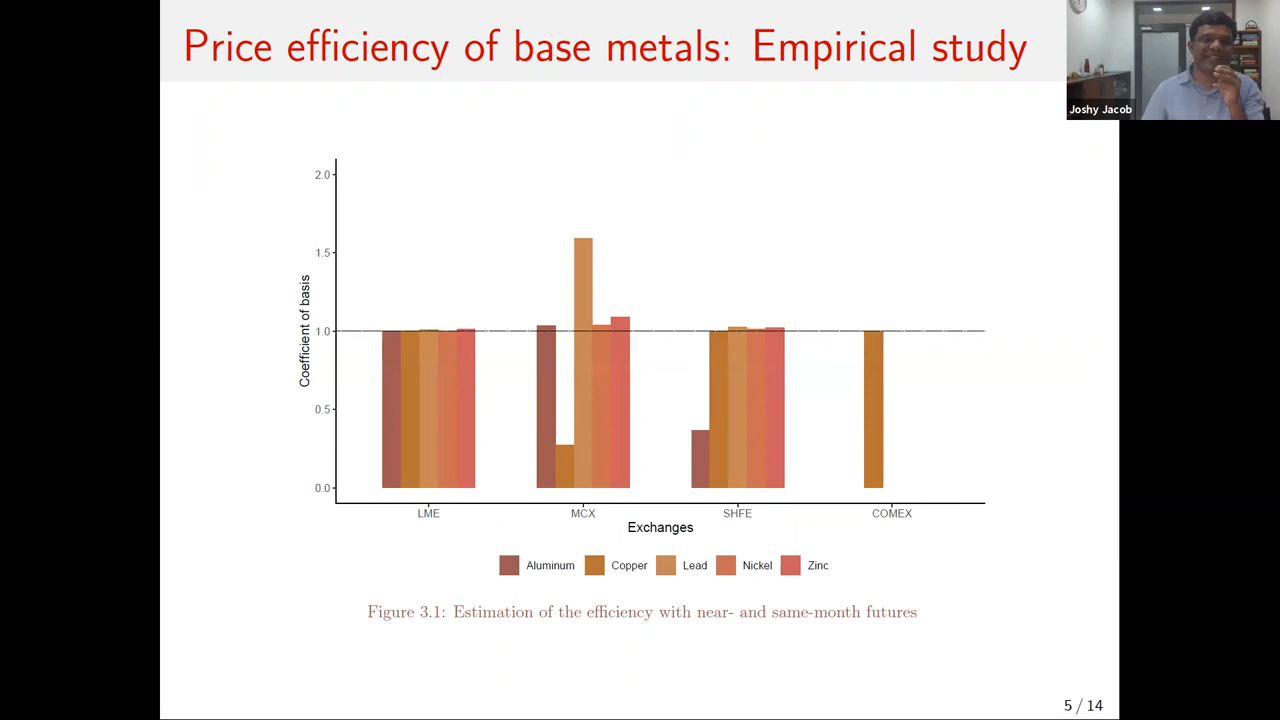 Price efficiency of base metals: Empirical study
Joshy Jacob
2.0
1.5
1.0
0.5
0.0
Coefficient of basis
LME MCX SHFE COMEX
Exchanges
Aluminum Copper Lead Nickel Zinc
Figure 3.1: Estimation of the efficiency with near- and same-month futures
5 / 14